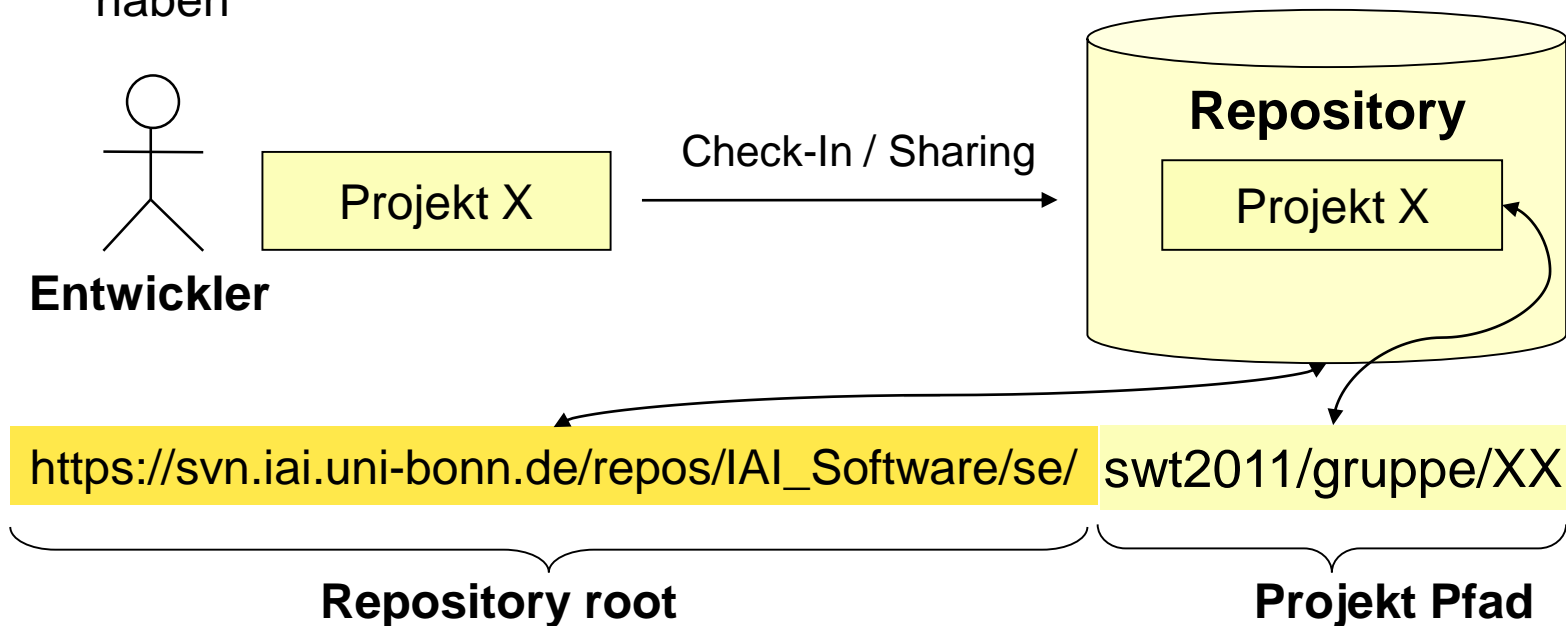 haben
Repository
Check-In / Sharing
Projekt X
Projekt X
Entwickler
https://svn.iai.uni-bonn.de/repos/IAI_Software/se/ swt2011/gruppe/XX
Repository root
Projekt Pfad